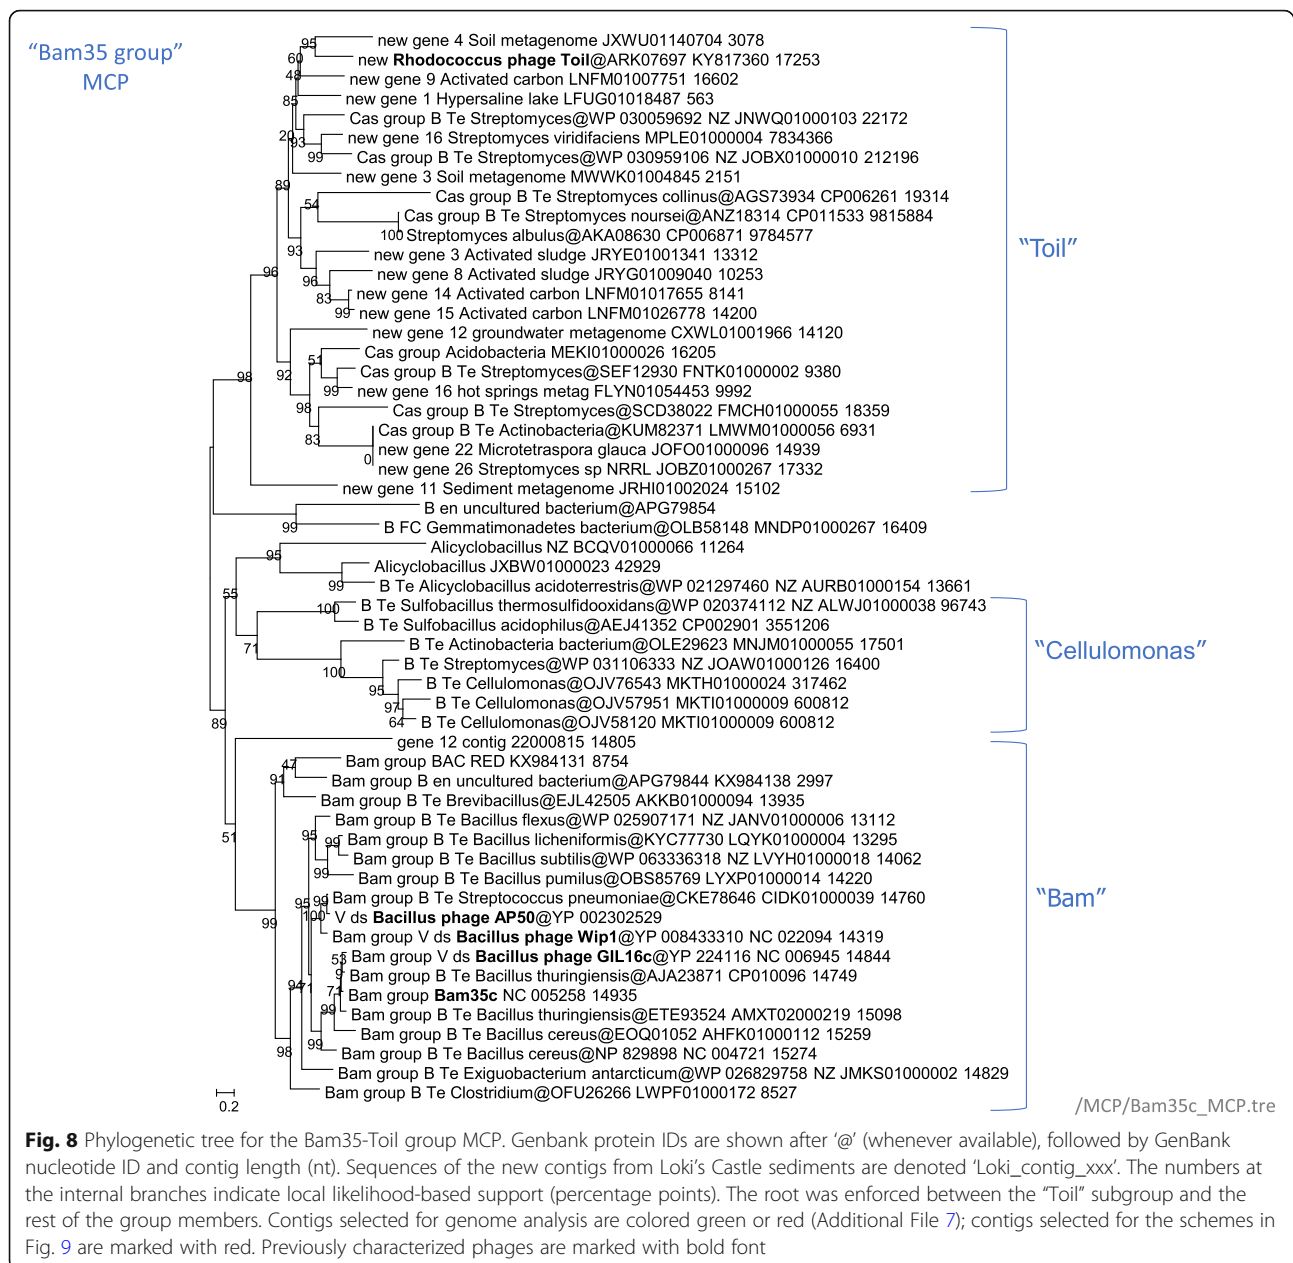 “Bam35 group”
MCP
95
new gene 4 Soil metagenome JXWU01140704 3078
60
new Rhodococcus phage Toil@ARK07697 KY817360 17253
48
new gene 9 Activated carbon LNFM01007751 16602
85
new gene 1 Hypersaline lake LFUG01018487 563
Cas group B Te Streptomyces@WP 030059692 NZ JNWQ01000103 22172
20
93
new gene 16 Streptomyces viridifaciens MPLE01000004 7834366
99
Cas group B Te Streptomyces@WP 030959106 NZ JOBX01000010 212196
new gene 3 Soil metagenome MWWK01004845 2151
89
Cas group B Te Streptomyces collinus@AGS73934 CP006261 19314
54
Cas group B Te Streptomyces noursei@ANZ18314 CP011533 9815884
100
Streptomyces albulus@AKA08630 CP006871 9784577
“Toil”
93
new gene 3 Activated sludge JRYE01001341 13312
96
new gene 8 Activated sludge JRYG01009040 10253
96
83
new gene 14 Activated carbon LNFM01017655 8141
99
new gene 15 Activated carbon LNFM01026778 14200
new gene 12 groundwater metagenome CXWL01001966 14120
51
Cas group Acidobacteria MEKI01000026 16205
98
92
Cas group B Te Streptomyces@SEF12930 FNTK01000002 9380
99
new gene 16 hot springs metag FLYN01054453 9992
98
Cas group B Te Streptomyces@SCD38022 FMCH01000055 18359
83
Cas group B Te Actinobacteria@KUM82371 LMWM01000056 6931
new gene 22 Microtetraspora glauca JOFO01000096 14939
0
new gene 26 Streptomyces sp NRRL JOBZ01000267 17332
new gene 11 Sediment metagenome JRHI01002024 15102
B en uncultured bacterium@APG79854
99
B FC Gemmatimonadetes bacterium@OLB58148 MNDP01000267 16409
95
Alicyclobacillus NZ BCQV01000066 11264
Alicyclobacillus JXBW01000023 42929
99
B Te Alicyclobacillus acidoterrestris@WP 021297460 NZ AURB01000154 13661
55
100
B Te Sulfobacillus thermosulfidooxidans@WP 020374112 NZ ALWJ01000038 96743
B Te Sulfobacillus acidophilus@AEJ41352 CP002901 3551206
71
B Te Actinobacteria bacterium@OLE29623 MNJM01000055 17501
“Cellulomonas”
100
B Te Streptomyces@WP 031106333 NZ JOAW01000126 16400
95
B Te Cellulomonas@OJV76543 MKTH01000024 317462
97
B Te Cellulomonas@OJV57951 MKTI01000009 600812
89
64
B Te Cellulomonas@OJV58120 MKTI01000009 600812
gene 12 contig 22000815 14805
47
Bam group BAC RED KX984131 8754
91
Bam group B en uncultured bacterium@APG79844 KX984138 2997
Bam group B Te Brevibacillus@EJL42505 AKKB01000094 13935
Bam group B Te Bacillus flexus@WP 025907171 NZ JANV01000006 13112
51
95
99
Bam group B Te Bacillus licheniformis@KYC77730 LQYK01000004 13295
Bam group B Te Bacillus subtilis@WP 063336318 NZ LVYH01000018 14062
99
Bam group B Te Bacillus pumilus@OBS85769 LYXP01000014 14220
“Bam”
95
99
Bam group B Te Streptococcus pneumoniae@CKE78646 CIDK01000039 14760
99
100
V ds Bacillus phage AP50@YP 002302529
Bam group V ds Bacillus phage Wip1@YP 008433310 NC 022094 14319
Bam group V ds Bacillus phage GIL16c@YP 224116 NC 006945 14844
9
Bam group B Te Bacillus thuringiensis@AJA23871 CP010096 14749
94
71
71
Bam group Bam35c NC 005258 14935
99
Bam group B Te Bacillus thuringiensis@ETE93524 AMXT02000219 15098
Bam group B Te Bacillus cereus@EOQ01052 AHFK01000112 15259
98
99
Bam group B Te Bacillus cereus@NP 829898 NC 004721 15274
Bam group B Te Exiguobacterium antarcticum@WP 026829758 NZ JMKS01000002 14829
Bam group B Te Clostridium@OFU26266 LWPF01000172 8527
0.2
/MCP/Bam35c_MCP.tre
Fig. 8 Phylogenetic tree for the Bam35-Toil group MCP. Genbank protein IDs are shown after ‘@’ (whenever available), followed by GenBank
nucleotide ID and contig length (nt). Sequences of the new contigs from Loki’s Castle sediments are denoted ‘Loki_contig_xxx’. The numbers at
the internal branches indicate local likelihood-based support (percentage points). The root was enforced between the “Toil” subgroup and the
rest of the group members. Contigs selected for genome analysis are colored green or red (Additional File 7); contigs selected for the schemes in
Fig. 9 are marked with red. Previously characterized phages are marked with bold font